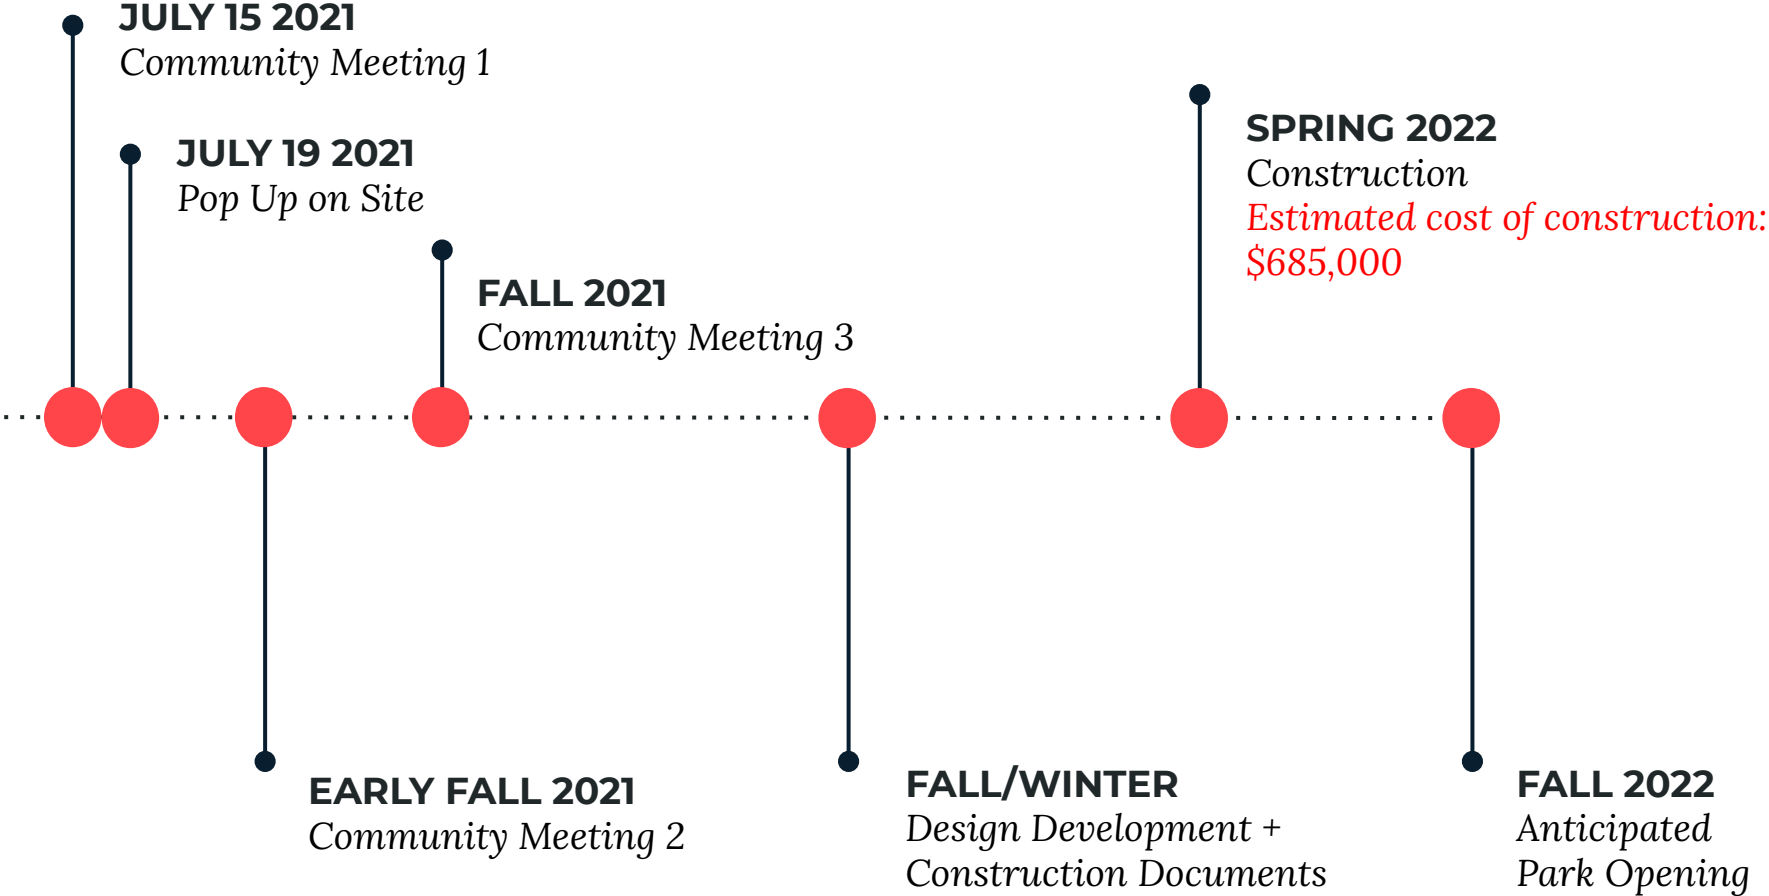 JULY 15 2021
Community Meeting 1
JULY 19 2021
Pop Up on Site
FALL 2021
Community Meeting 3
SPRING 2022
Construction
Estimated cost of construction:
$685,000
EARLY FALL 2021
Community Meeting 2
FALL/WINTER
Design Development +
Construction Documents
FALL 2022
Anticipated
Park Opening